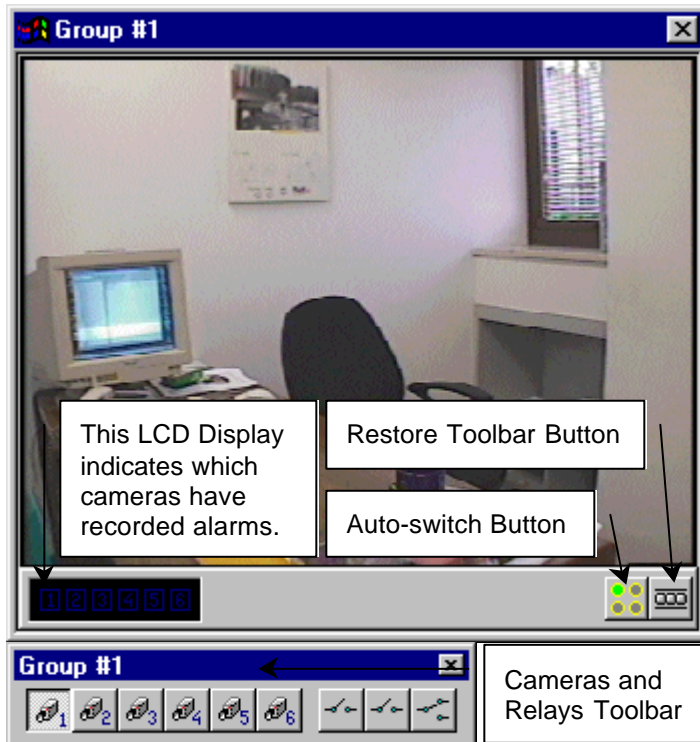 Group #1
This LCD Display
indicates which
cameras have
recorded alarms.
Restore Toolbar Button
Auto-switch Button
1 2 3 4 5 6
Group #1
1 2 3 4 5 6
Cameras and
Relays Toolbar